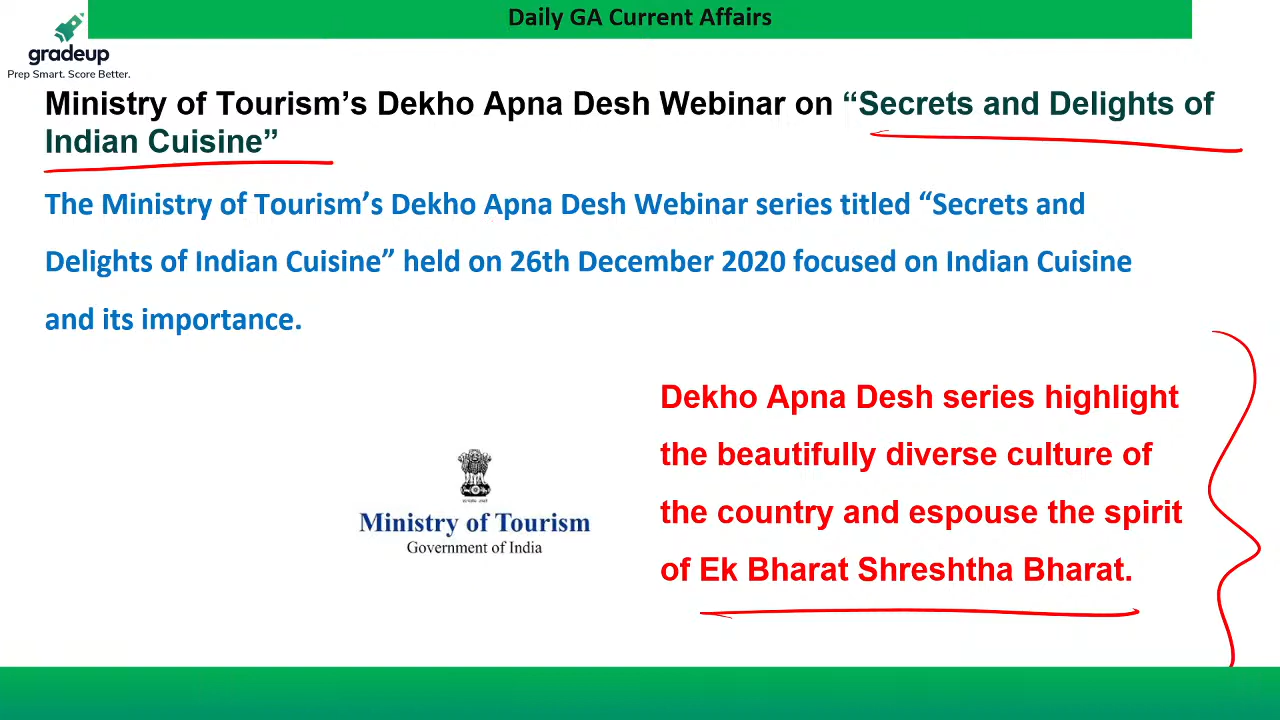 Daily GA Current Affairs
gradeup
Prep Smart. Score Better.
Ministry of Tourism’s Dekho Apna Desh Webinar on “Secrets and Delights of
Indian Cuisine”
The Ministry of Tourism’s Dekho Apna Desh Webinar series titled “Secrets and
Delights of Indian Cuisine” held on 26th December 2020 focused on Indian Cuisine
and its importance.
Dekho Apna Desh series highlight
the beautifully diverse culture of
the country and espouse the spirit
of Ek Bharat Shreshtha Bharat.
Ministry of Tourism
Government of India